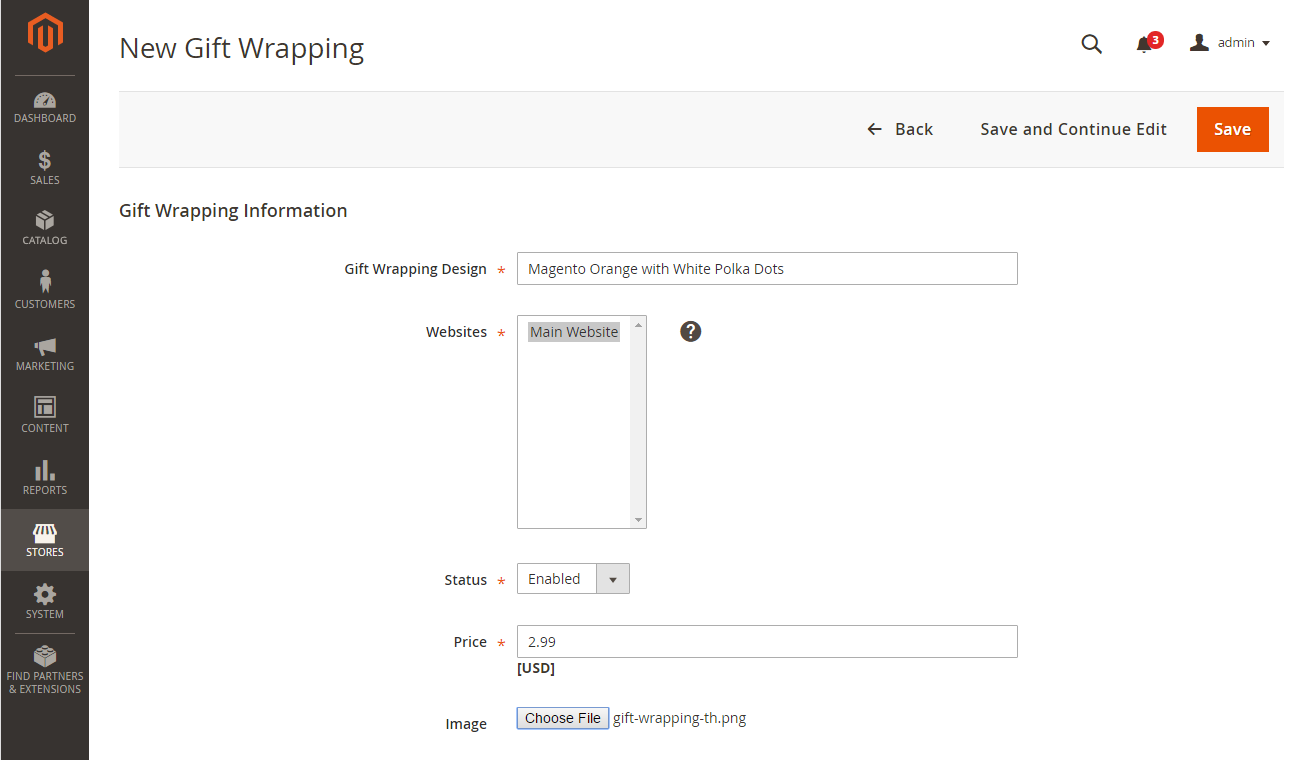 New Gift Wrapping
3
admin
DASHBOARD
SALES
CATALOG
CUSTOMERS
MARKETING
CONTENT
REPORTS
STORES
SYSTEM
FIND PARTNERS
& EXTENSIONS
Back
Save and Continue Edit
Save
Gift Wrapping Information
Gift Wrapping Design * Magento Orange with White Polka Dots
Websites * Main Website ?
Status * Enabled
Price * 2.99
[USD]
Image Choose File gift-wrapping-th.png